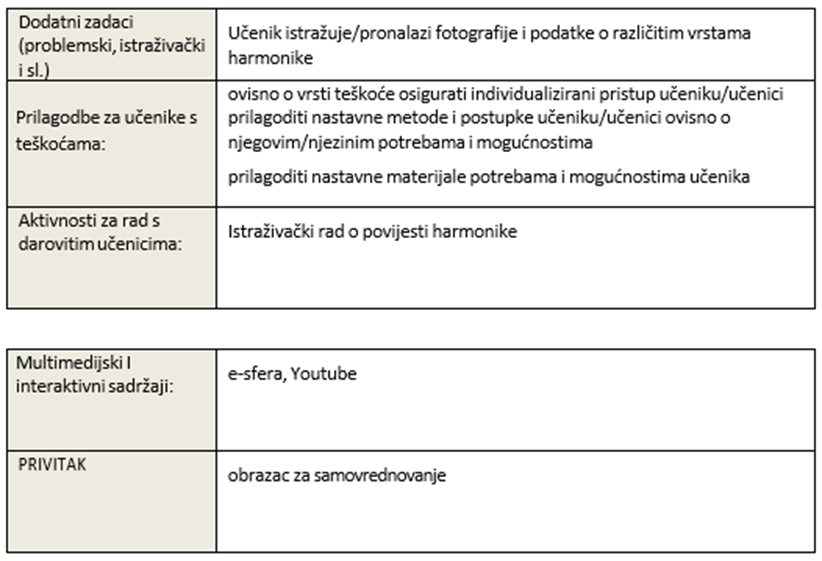 Dodatni zadaci
(problemski, istraživački
i sl.)
Učenik istražuje/pronalazi fotografije i podatke o različitim vrstama
harmonike
Prilagodbe za učenike s
teškoćama:
ovisno o vrsti teškoće osigurati individualizirani pristup učeniku/učenici
prilagoditi nastavne metode i postupke učeniku/učenici ovisno o
njegovim/njezinim potrebama i mogućnostima
prilagoditi nastavne materijale potrebama i mogućnostima učenika
Aktivnosti za rad s
darovitim učenicima:
Istraživački rad o povijesti harmonike
Multimedijski I
interaktivni sadržaji:
e-sfera, Youtube
PRIVITAK
obrazac za samovrednovanje